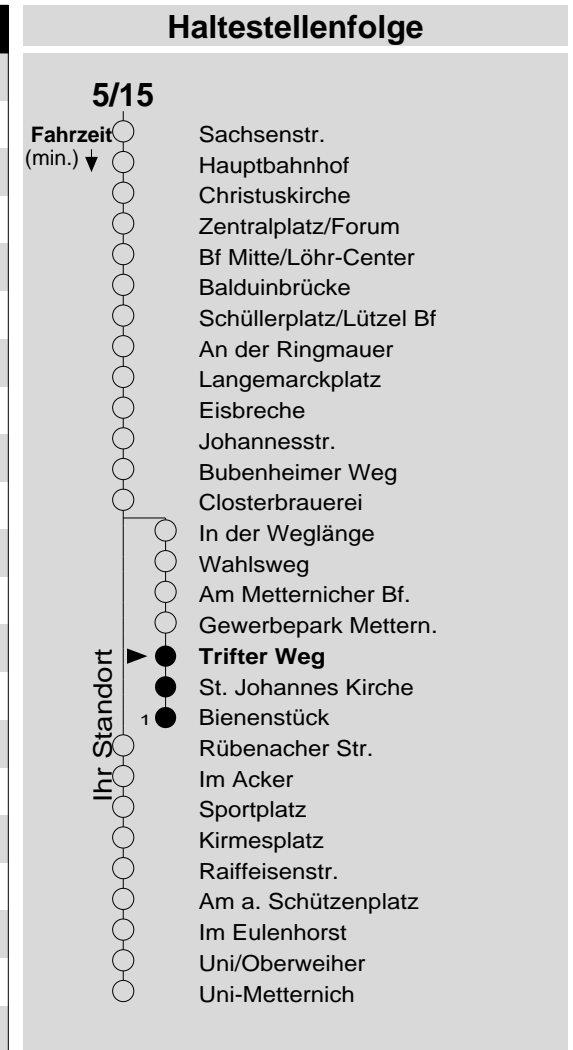 Haltestellenfolge
5/15
Fahrzeit
(min.)
Sachsenstr.
Hauptbahnhof
Christuskirche
Zentralplatz/Forum
Bf Mitte/Löhr-Center
Balduinbrücke
Schüllerplatz/Lützel Bf
An der Ringmauer
Langemarckplatz
Eisbreche
Johannesstr.
Bubenheimer Weg
Closterbrauerei
In der Weglänge
Wahlsweg
Am Metternicher Bf.
Gewerbepark Mettern.
Ihr Standort
Trifter Weg
St. Johannes Kirche
1 Bienenstück
Rübenacher Str.
Im Acker
Sportplatz
Kirmesplatz
Raiffeisenstr.
Am a. Schützenplatz
Im Eulenhorst
Uni/Oberweiher
Uni-Metternich